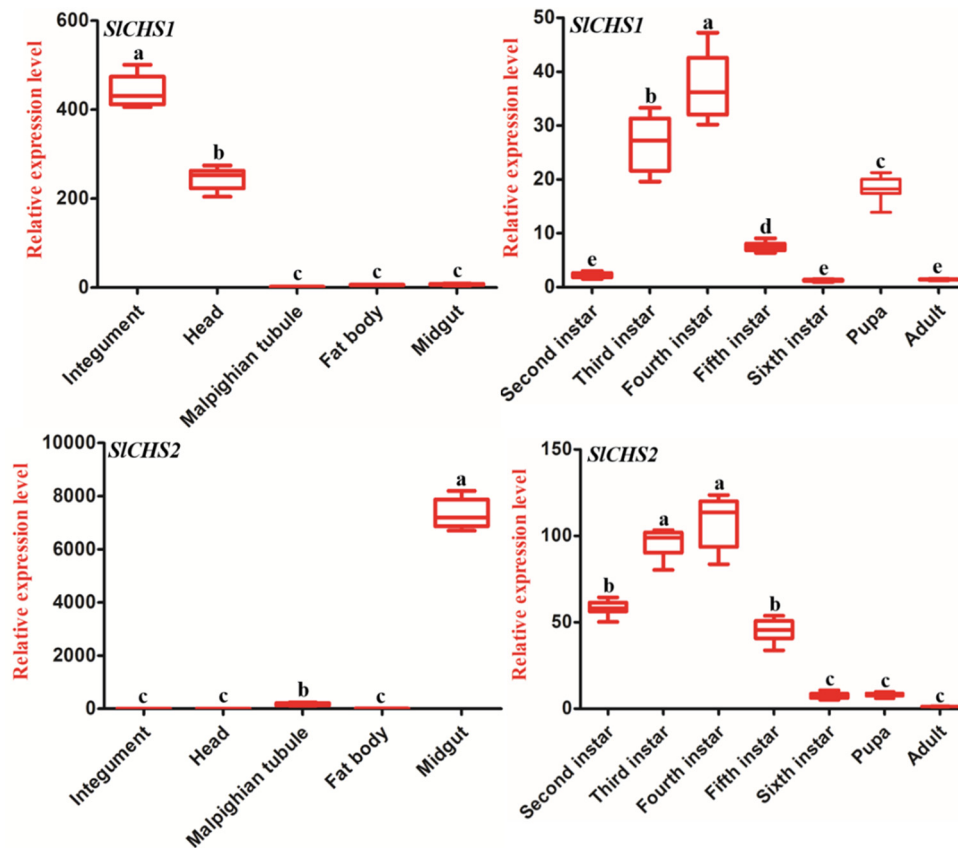 SlCHS1
Relative expression level
600
400
200
0
a
b
c
c
c
Integument
Head
Malpighian tubule
Fat body
Midgut
SlCHS1
Relative expression level
50
40
30
20
10
0
e
b
a
d
e
c
e
Second instar
Third instar
Fourth instar
Fifth instar
Sixth instar
Pupa
Adult
SlCHS2
Relative expression level
10000
8000
6000
4000
2000
0
c
c
b
c
a
Integument
Head
Malpighian tubule
Fat body
Midgut
SlCHS2
Relative expression level
150
100
50
0
b
a
a
b
c
c
c
Second instar
Third instar
Fourth instar
Fifth instar
Sixth instar
Pupa
Adult